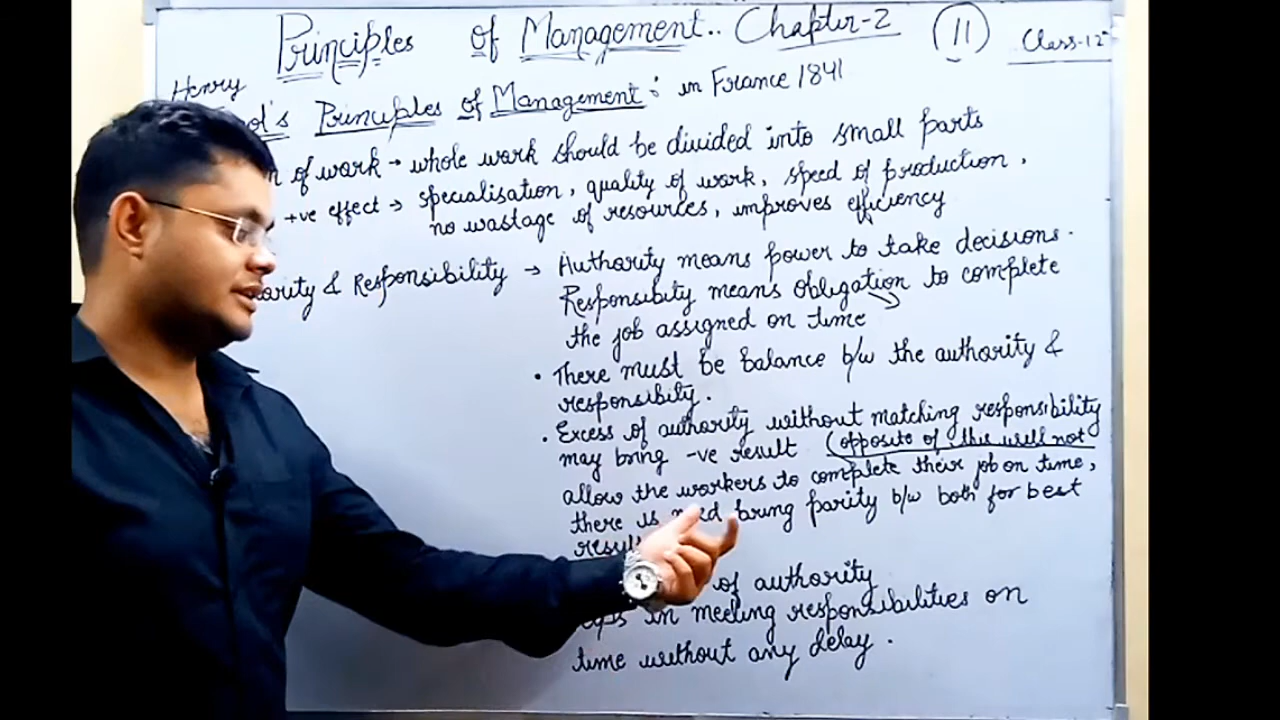 Principles of Management.. Chapter-2 (11) Class-12th
Henry
Principles of Management : in France 1841
of work → whole work should be divided into small parts
+ve effect → specialisation, quality of work, speed of production,
no wastage of resources, improves efficiency
& Responsibility → Authority means power to take decisions.
Responsibity means obligation to complete
the job assigned on time
• There must be balance b/w the authority &
responsibity.
• Excess of authority without matching responsibility
may bring -ve result (opposite of this will not
allow the workers to complete their job on time,
there is need bring parity b/w both for best
of authority
in meeting responsibilities on
time without any delay.